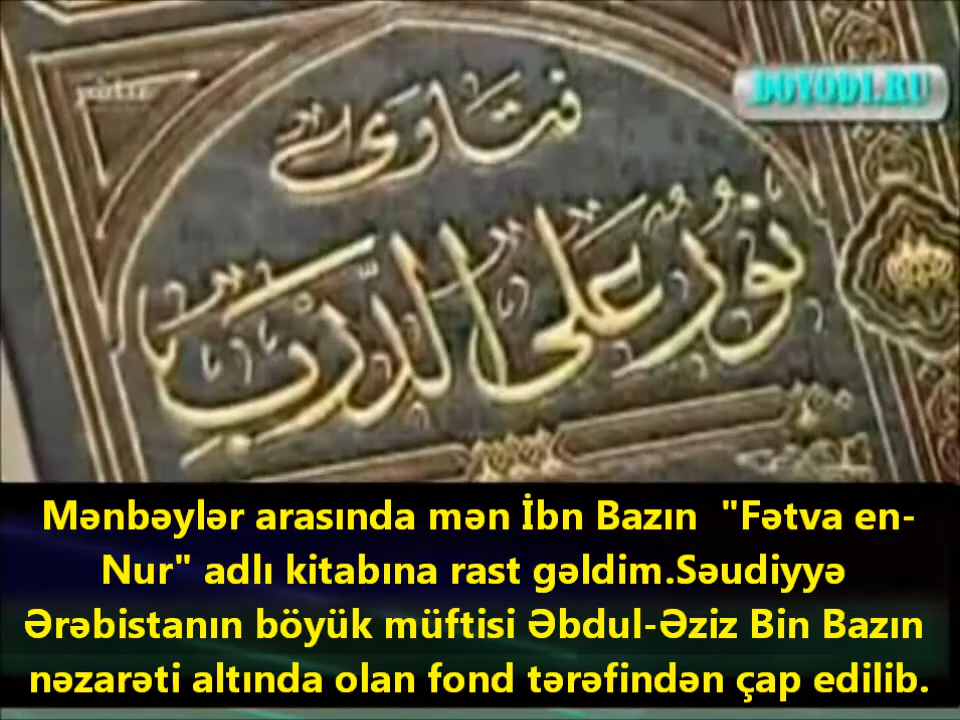 DOVODI.RU
فتاوى
نور على الدرب
Mənbəylər arasında mən İbn Bazın "Fətva en-
Nur" adlı kitabına rast gəldim.Səudiyyə
Ərəbistanın böyük müftisi Əbdul-Əziz Bin Bazın
nəzarəti altında olan fond tərəfindən çap edilib.